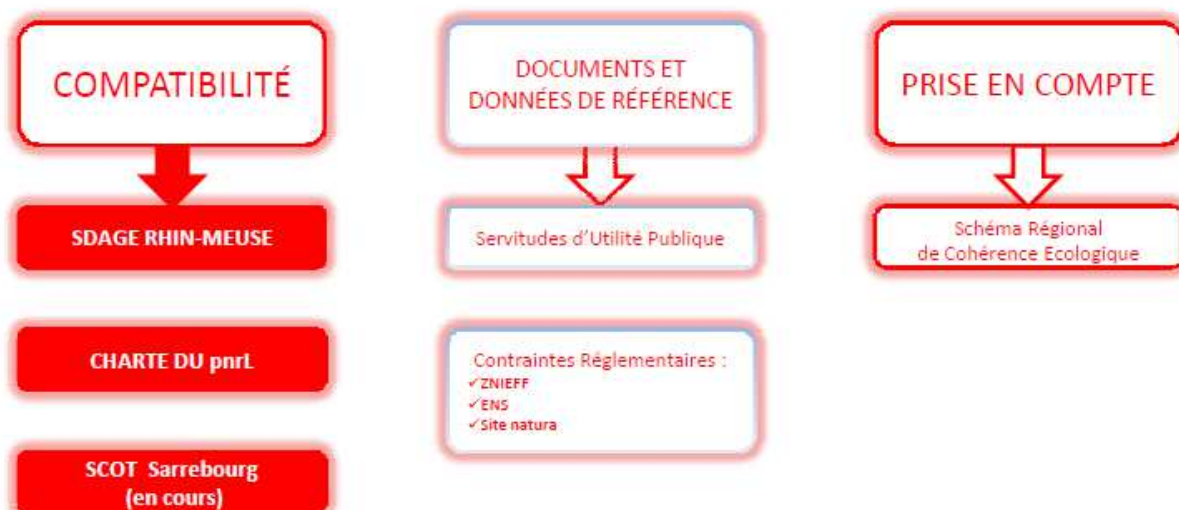 COMPATIBILITÉ
SDAGE RHIN-MEUSE
CHARTE DU pnrL
SCOT Sarrebourg
(en cours)
DOCUMENTS ET
DONNÉES DE RÉFÉRENCE
Servitudes d'Utilité Publique
Contraintes Réglementaires :
✓ZNIEFF
✓ENS
✓Site natura
PRISE EN COMPTE
Schéma Régional
de Cohérence Ecologique